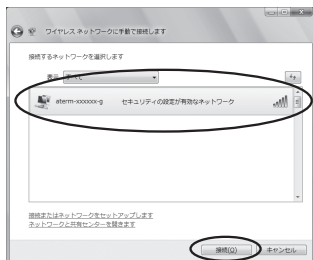 ワイヤレス ネットワークに手動で接続します
接続するネットワークを選択します
表示 すべて
aterm-xxxxxx-g セキュリティの設定が有効なネットワーク
接続またはネットワークをセットアップします
ネットワークと共有センターを開きます
接続(O) キャンセル